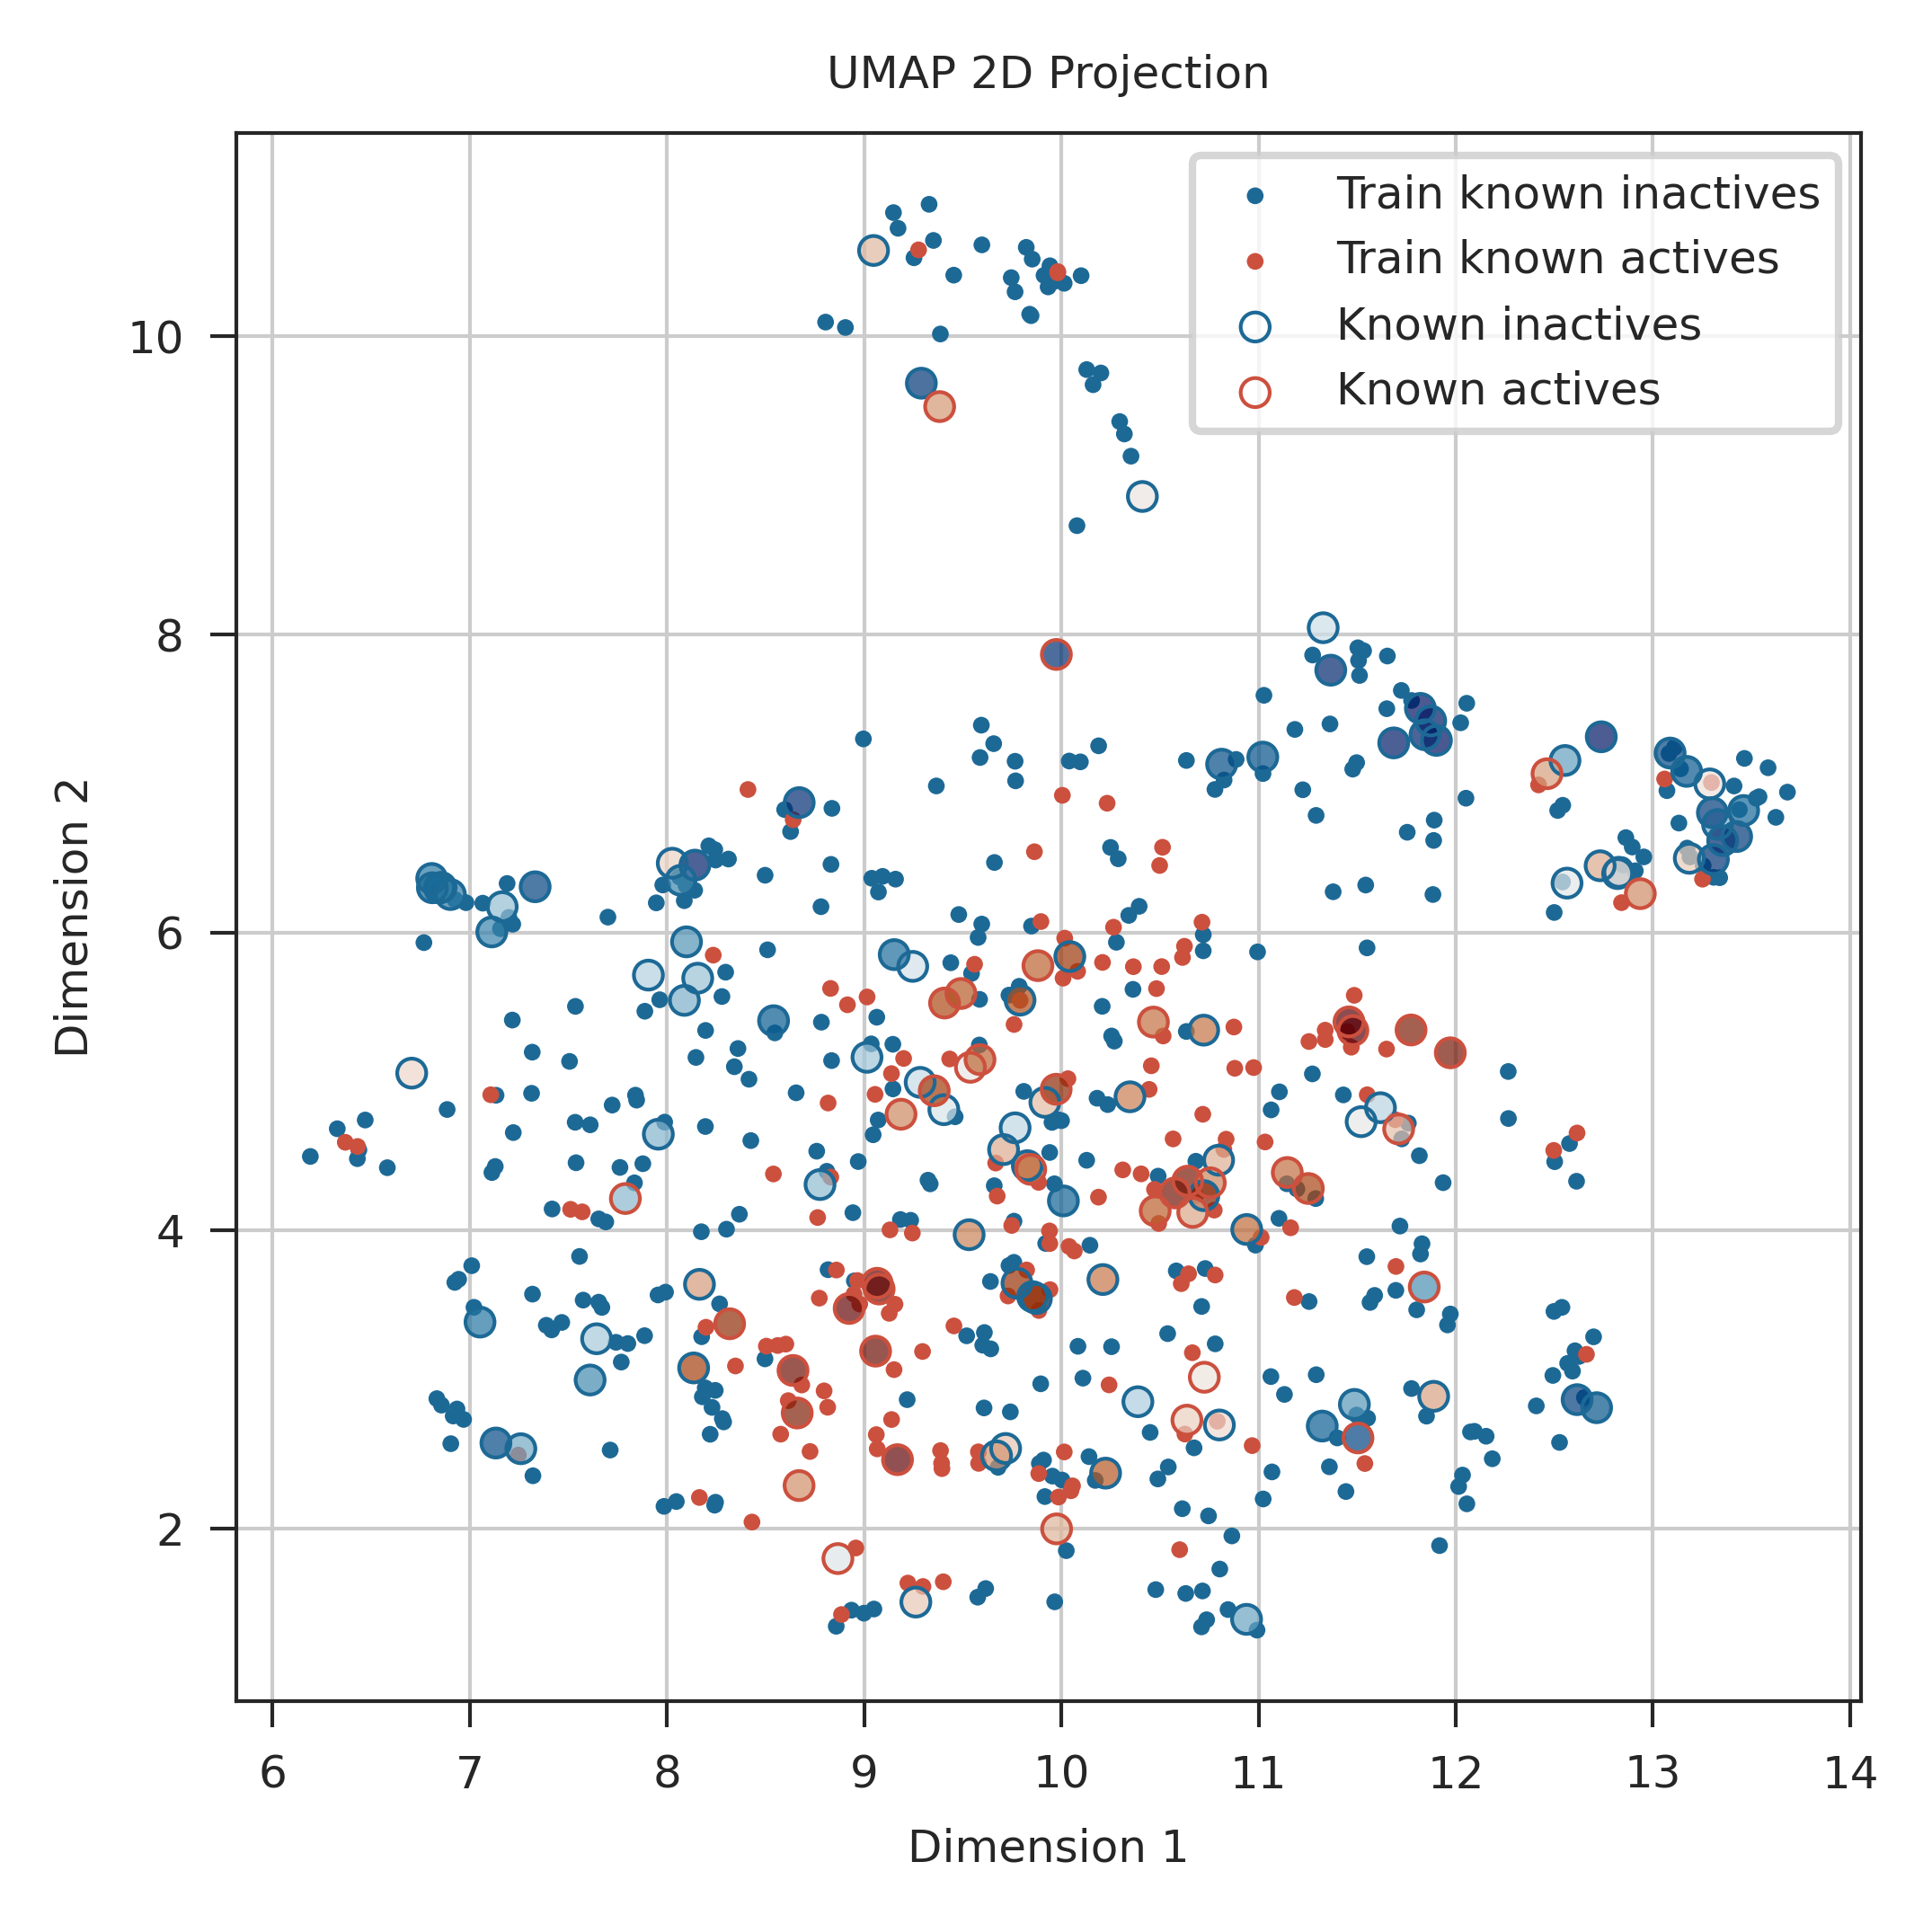 UMAP 2D Projection
Train known inactives
Train known actives
Known inactives
Known actives
10
8
6
4
2
Dimension 2
6 7 8 9 10 11 12 13 14
Dimension 1